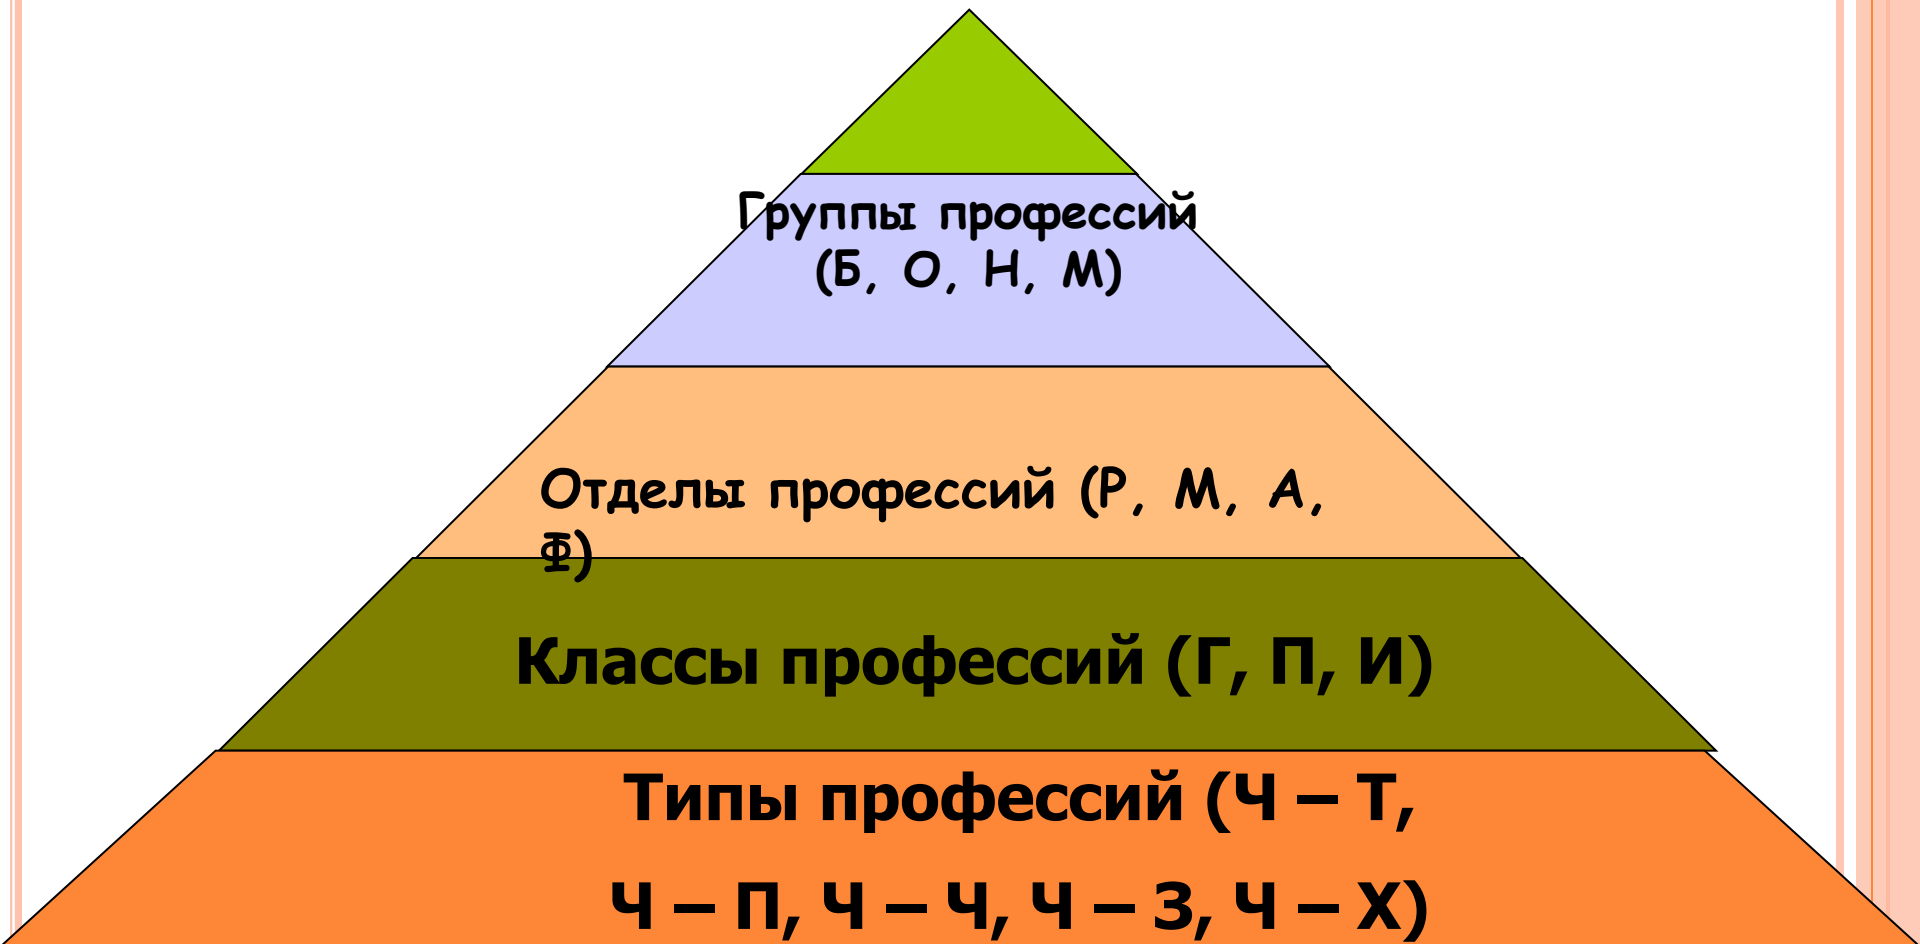 Группы профессий
(Б, О, Н, М)
Отделы профессий (Р, М, А,
Ф)
Классы профессий (Г, П, И)
Типы профессий (Ч – Т,
Ч – П, Ч – Ч, Ч – З, Ч – Х)